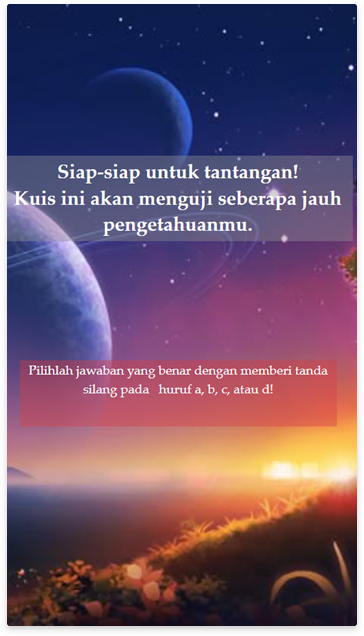 Siap-siap untuk tantangan!
Kuis ini akan menguji seberapa jauh
pengetahuanmu.
Pilihlah jawaban yang benar dengan memberi tanda
silang pada huruf a, b, c, atau d!